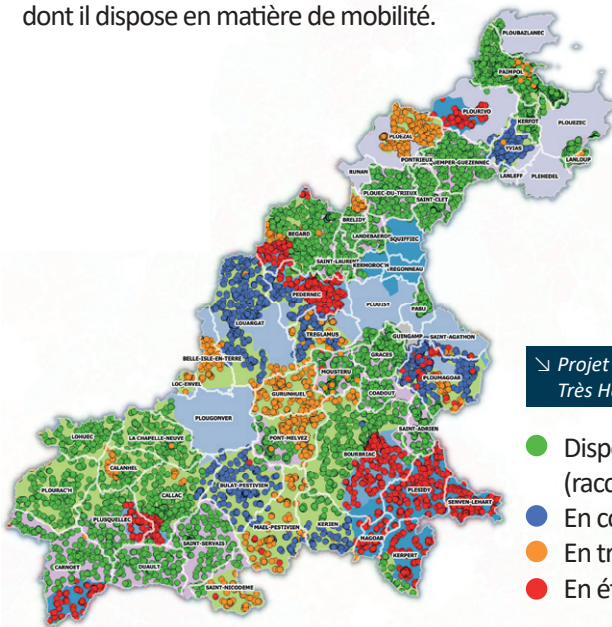 dont il dispose en matière de mobilité.
PLOUBAZLANEC
PAIMPOL
PLOURIVO
PLOEZAL
KERFOT
PLOUEZEC
YVIAS
PONTRIEUX
QUEMPER-GUEZENNEC
LANLOUP
RUNAN
LANLEFF
PLEHEDEL
PLOUEC-DU-TRIEUX
SAINT-CLET
BRELIDY
BEGARD
LANDEBAERON
SQUIFFIEC
SAINT-LAURENT
KERMOROC'H
TREGONNEAU
PEDERNEC
PLOUISY
PABU
LOUARGAT
TREGLAMUS
GUINGAMP
SAINT-AGATHON
BELLE-ISLE-EN-TERRE
GRACES
MOUSTERU
PLOUMAGOAR
LOC-ENVEL
GURUNHUEL
COADOUT
PLOUGONVER
SAINT-ADRIEN
LOHUEC
LA CHAPELLE-NEUVE
PONT-MELVEZ
BOURBRIAC
CALANHEL
PLESIDY
BULAT-PESTIVIEN
SENVEN-LEHART
PLOURAC'H
CALLAC
PLUSQUELLEC
MAEL-PESTIVIEN
KERIEN
MAGOAR
SAINT-SERVAIS
KERPERT
CARNOET
DUAULT
SAINT-NICODEME
↘ Projet
Très H
Dispo
(racc
En co
En tr
En ét